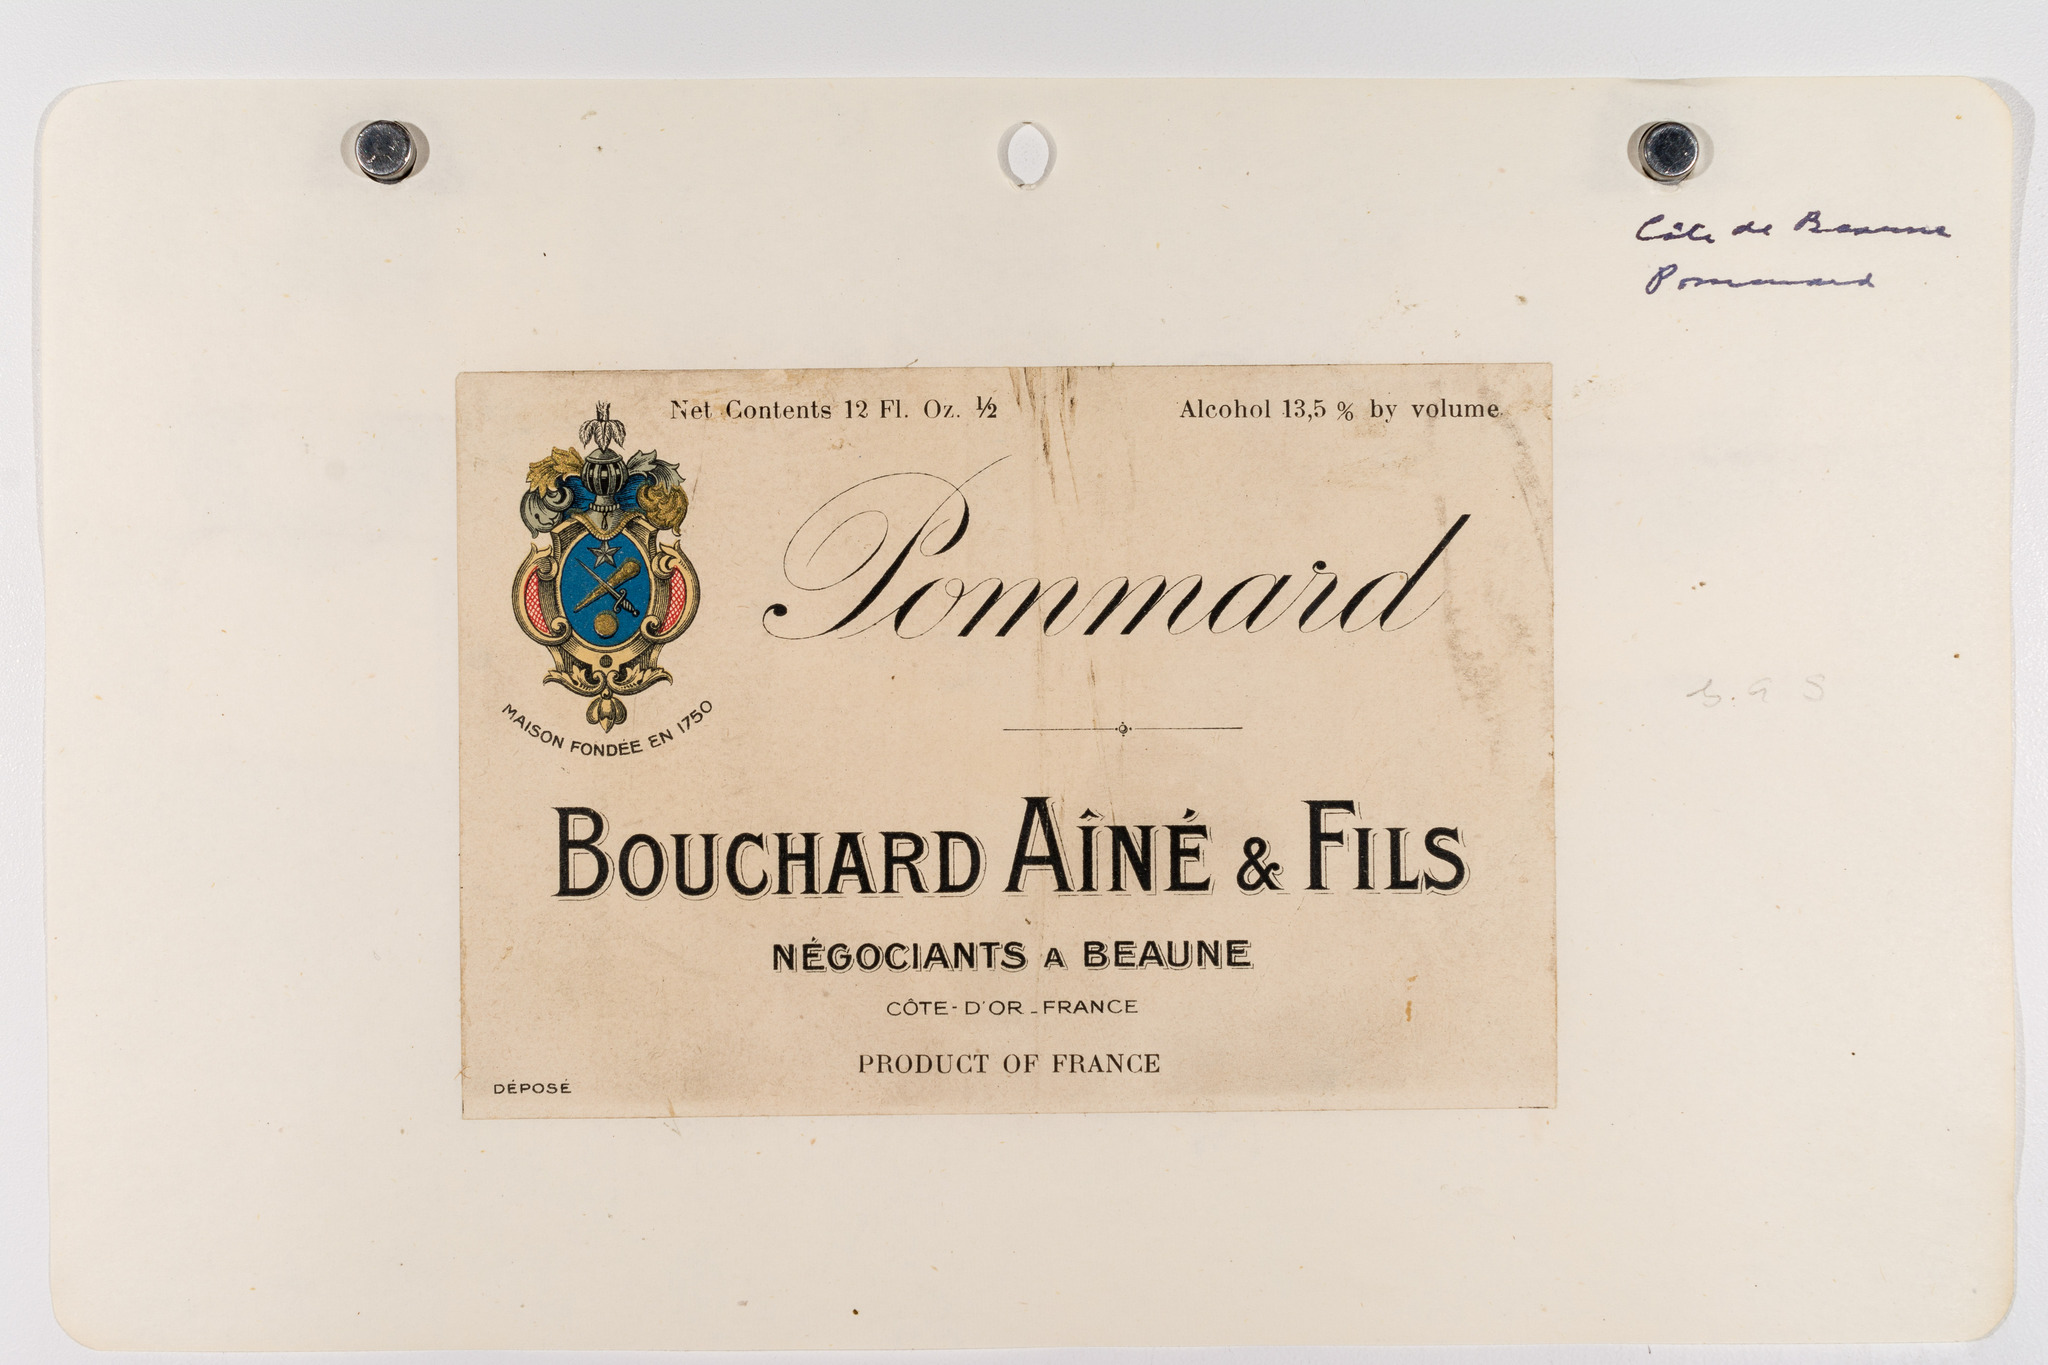 Côte de Beaune
Pommard
Net Contents 12 Fl. Oz. ½
Alcohol 13,5 % by volume
Pommard
MAISON FONDÉE EN 1750
BOUCHARD AÎNÉ & FILS
NÉGOCIANTS A BEAUNE
CÔTE-D'OR - FRANCE
PRODUCT OF FRANCE
DÉPOSÉ